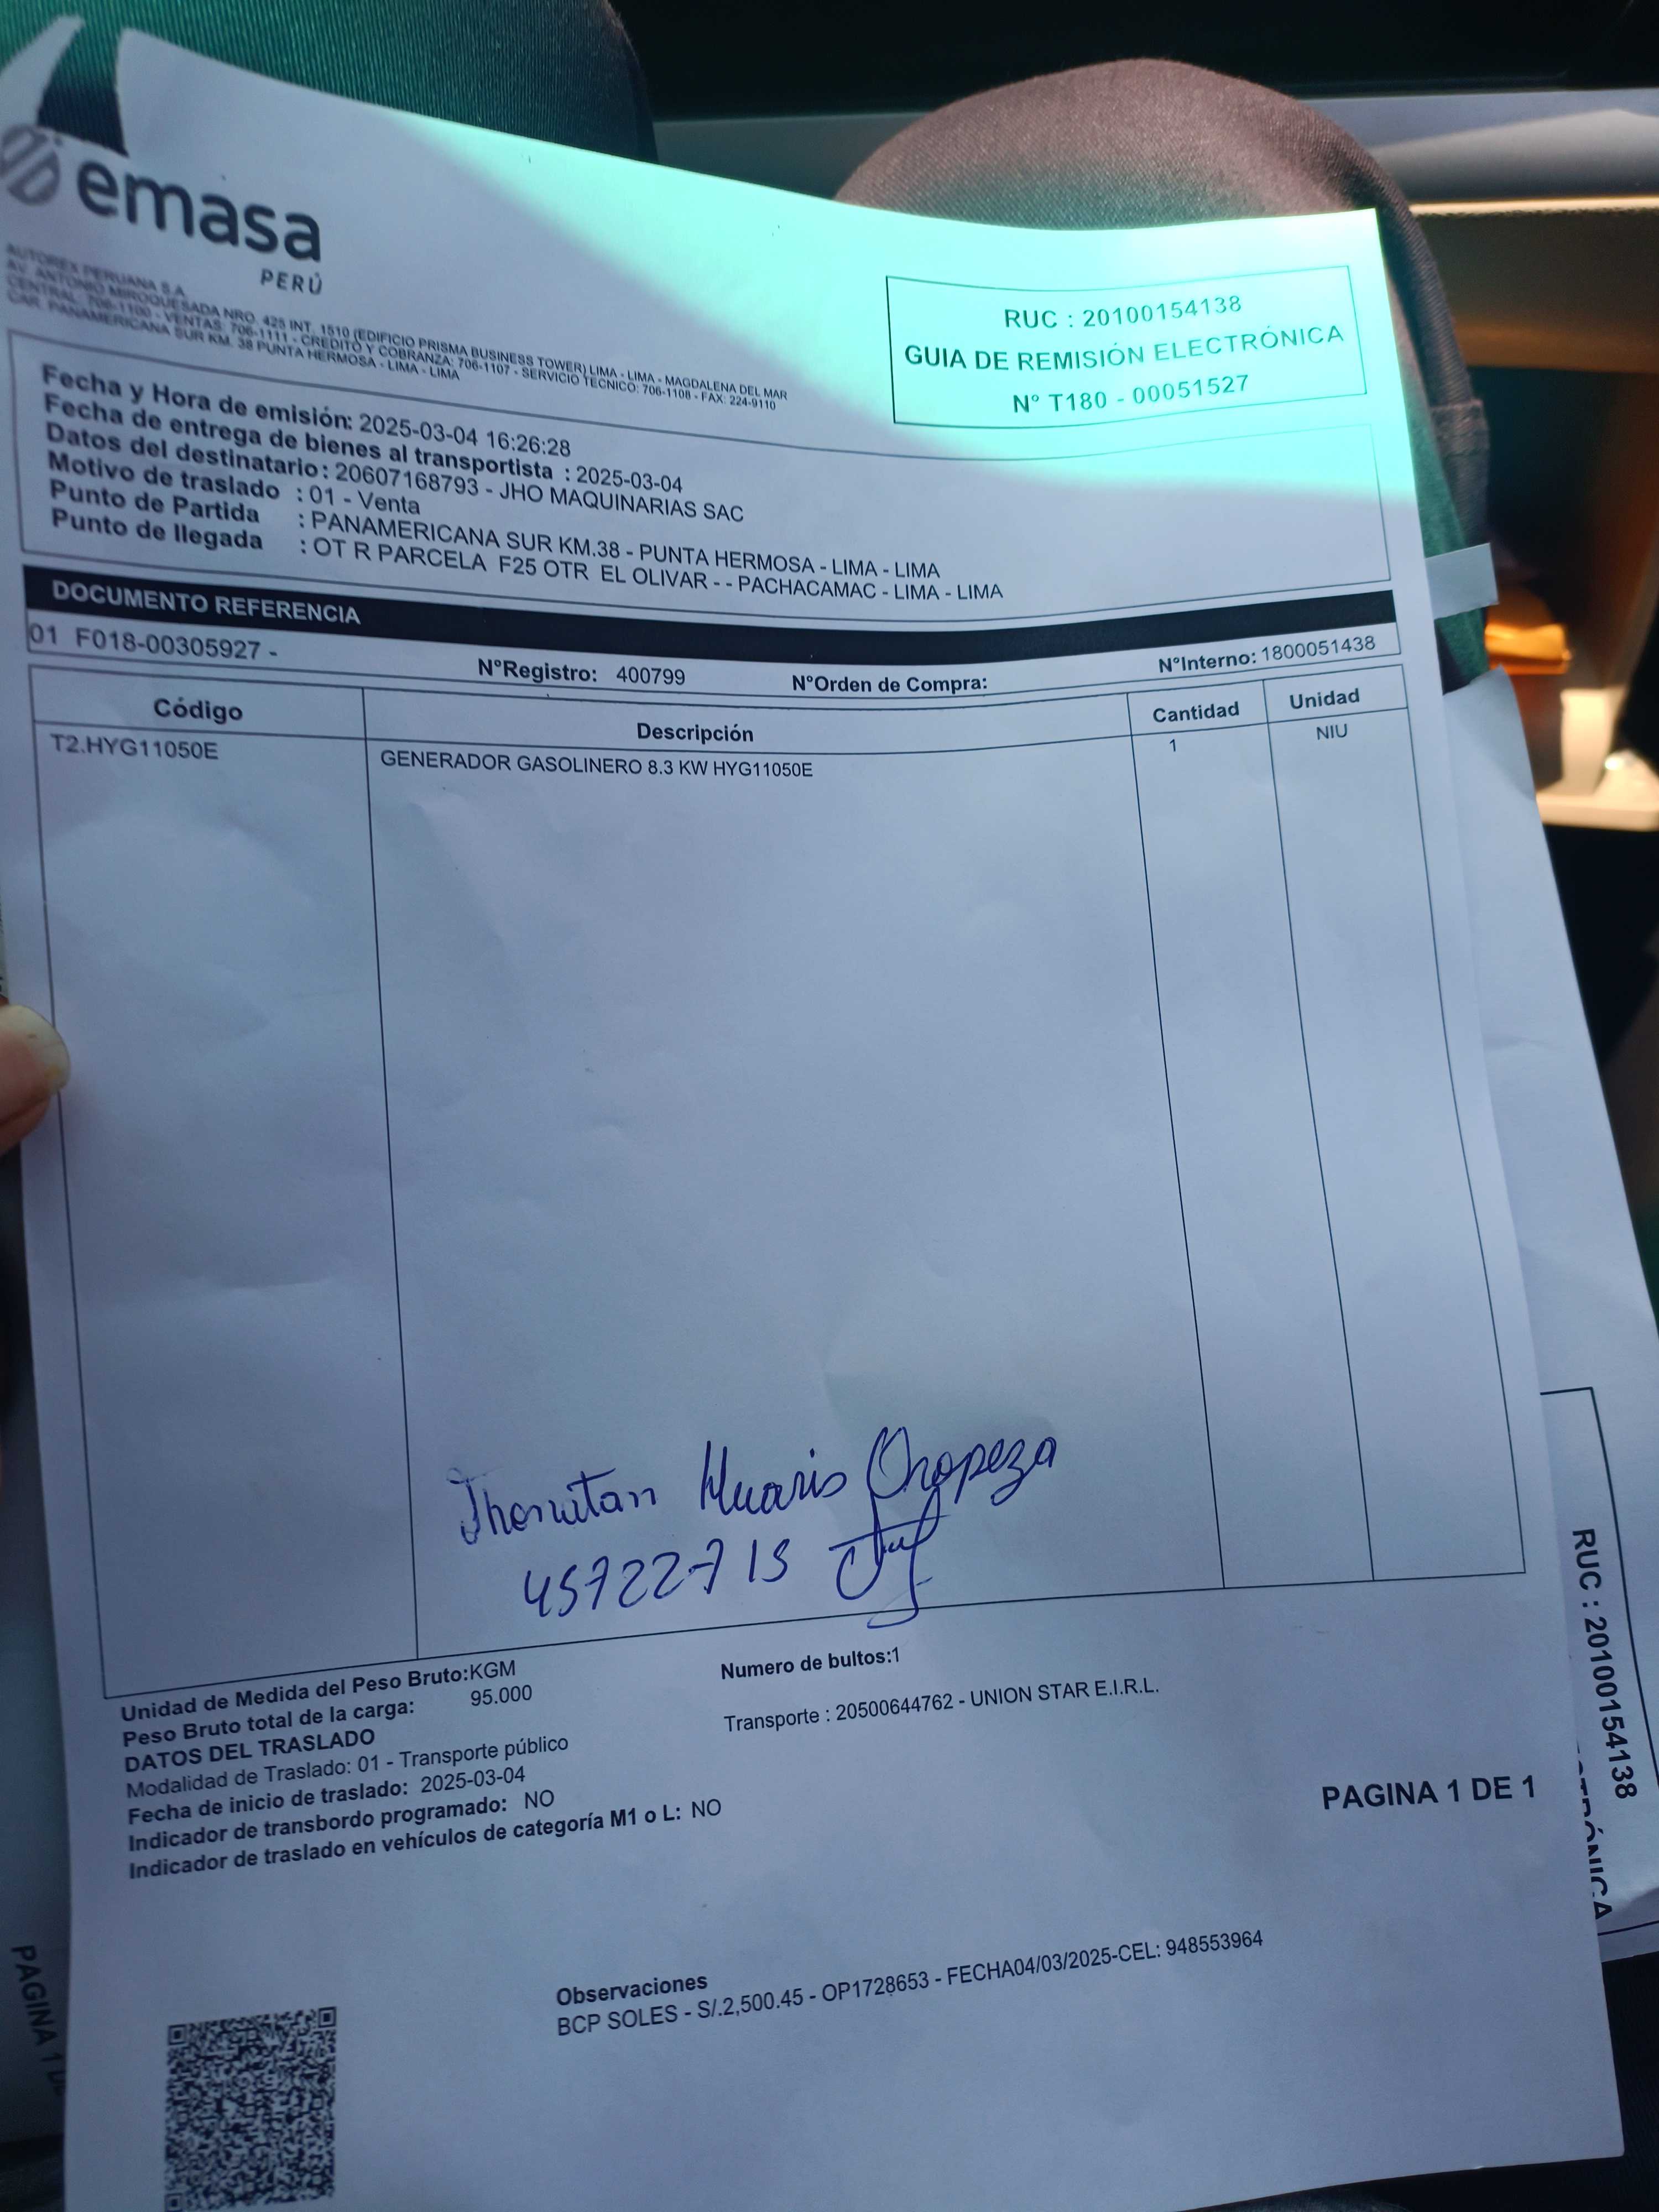 emasa
PERÚ
AUTOREX PERUANA S.A.
AV. ANTONIO MIROQUESADA NRO. 425 INT. 1510 (EDIFICIO PRISMA BUSINESS TOWER) LIMA - LIMA - MAGDALENA DEL MAR
CENTRAL: 706-1100 - VENTAS: 706-1111 - CREDITO Y COBRANZA: 706-1107 - SERVICIO TECNICO: 706-1108 - FAX: 224-9110
CAR. PANAMERICANA SUR KM. 38 PUNTA HERMOSA - LIMA - LIMA
RUC : 20100154138
GUIA DE REMISIÓN ELECTRÓNICA
N° T180 - 00051527
Fecha y Hora de emisión: 2025-03-04 16:26:28
Fecha de entrega de bienes al transportista : 2025-03-04
Datos del destinatario : 20607168793 - JHO MAQUINARIAS SAC
Motivo de traslado : 01 - Venta
Punto de Partida : PANAMERICANA SUR KM.38 - PUNTA HERMOSA - LIMA - LIMA
Punto de llegada : OT R PARCELA F25 OTR EL OLIVAR - - PACHACAMAC - LIMA - LIMA
DOCUMENTO REFERENCIA
01 F018-00305927 - N°Registro: 400799 N°Orden de Compra: N°Interno: 1800051438
Código Descripción Cantidad Unidad
T2.HYG11050E GENERADOR GASOLINERO 8.3 KW HYG11050E 1 NIU
Jhonatan Huaris Oropeza
45722715
Unidad de Medida del Peso Bruto:KGM Numero de bultos:1
Peso Bruto total de la carga: 95.000
DATOS DEL TRASLADO Transporte : 20500644762 - UNION STAR E.I.R.L.
Modalidad de Traslado: 01 - Transporte público
Fecha de inicio de traslado: 2025-03-04
Indicador de transbordo programado: NO
Indicador de traslado en vehículos de categoría M1 o L: NO
PAGINA 1 DE 1
Observaciones
BCP SOLES - S/.2,500.45 - OP1728653 - FECHA04/03/2025-CEL: 948553964
RUC : 20100154138
PAGINA 1